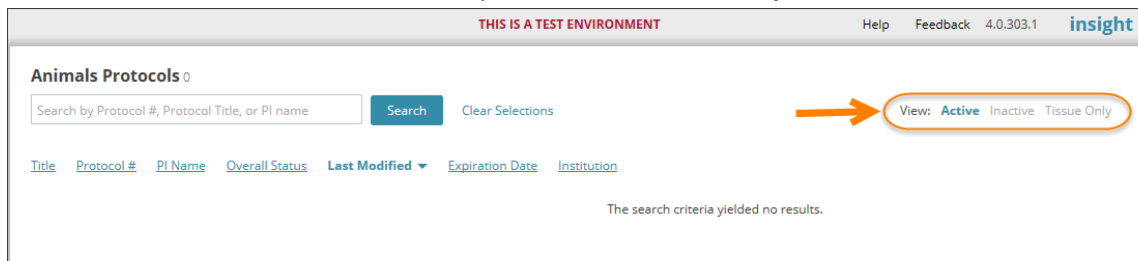 THIS IS A TEST ENVIRONMENT Help Feedback 4.0.303.1 insight
Animals Protocols 0
Search by Protocol #, Protocol Title, or PI name Search Clear Selections View: Active Inactive Tissue Only
Title Protocol # PI Name Overall Status Last Modified Expiration Date Institution
The search criteria yielded no results.